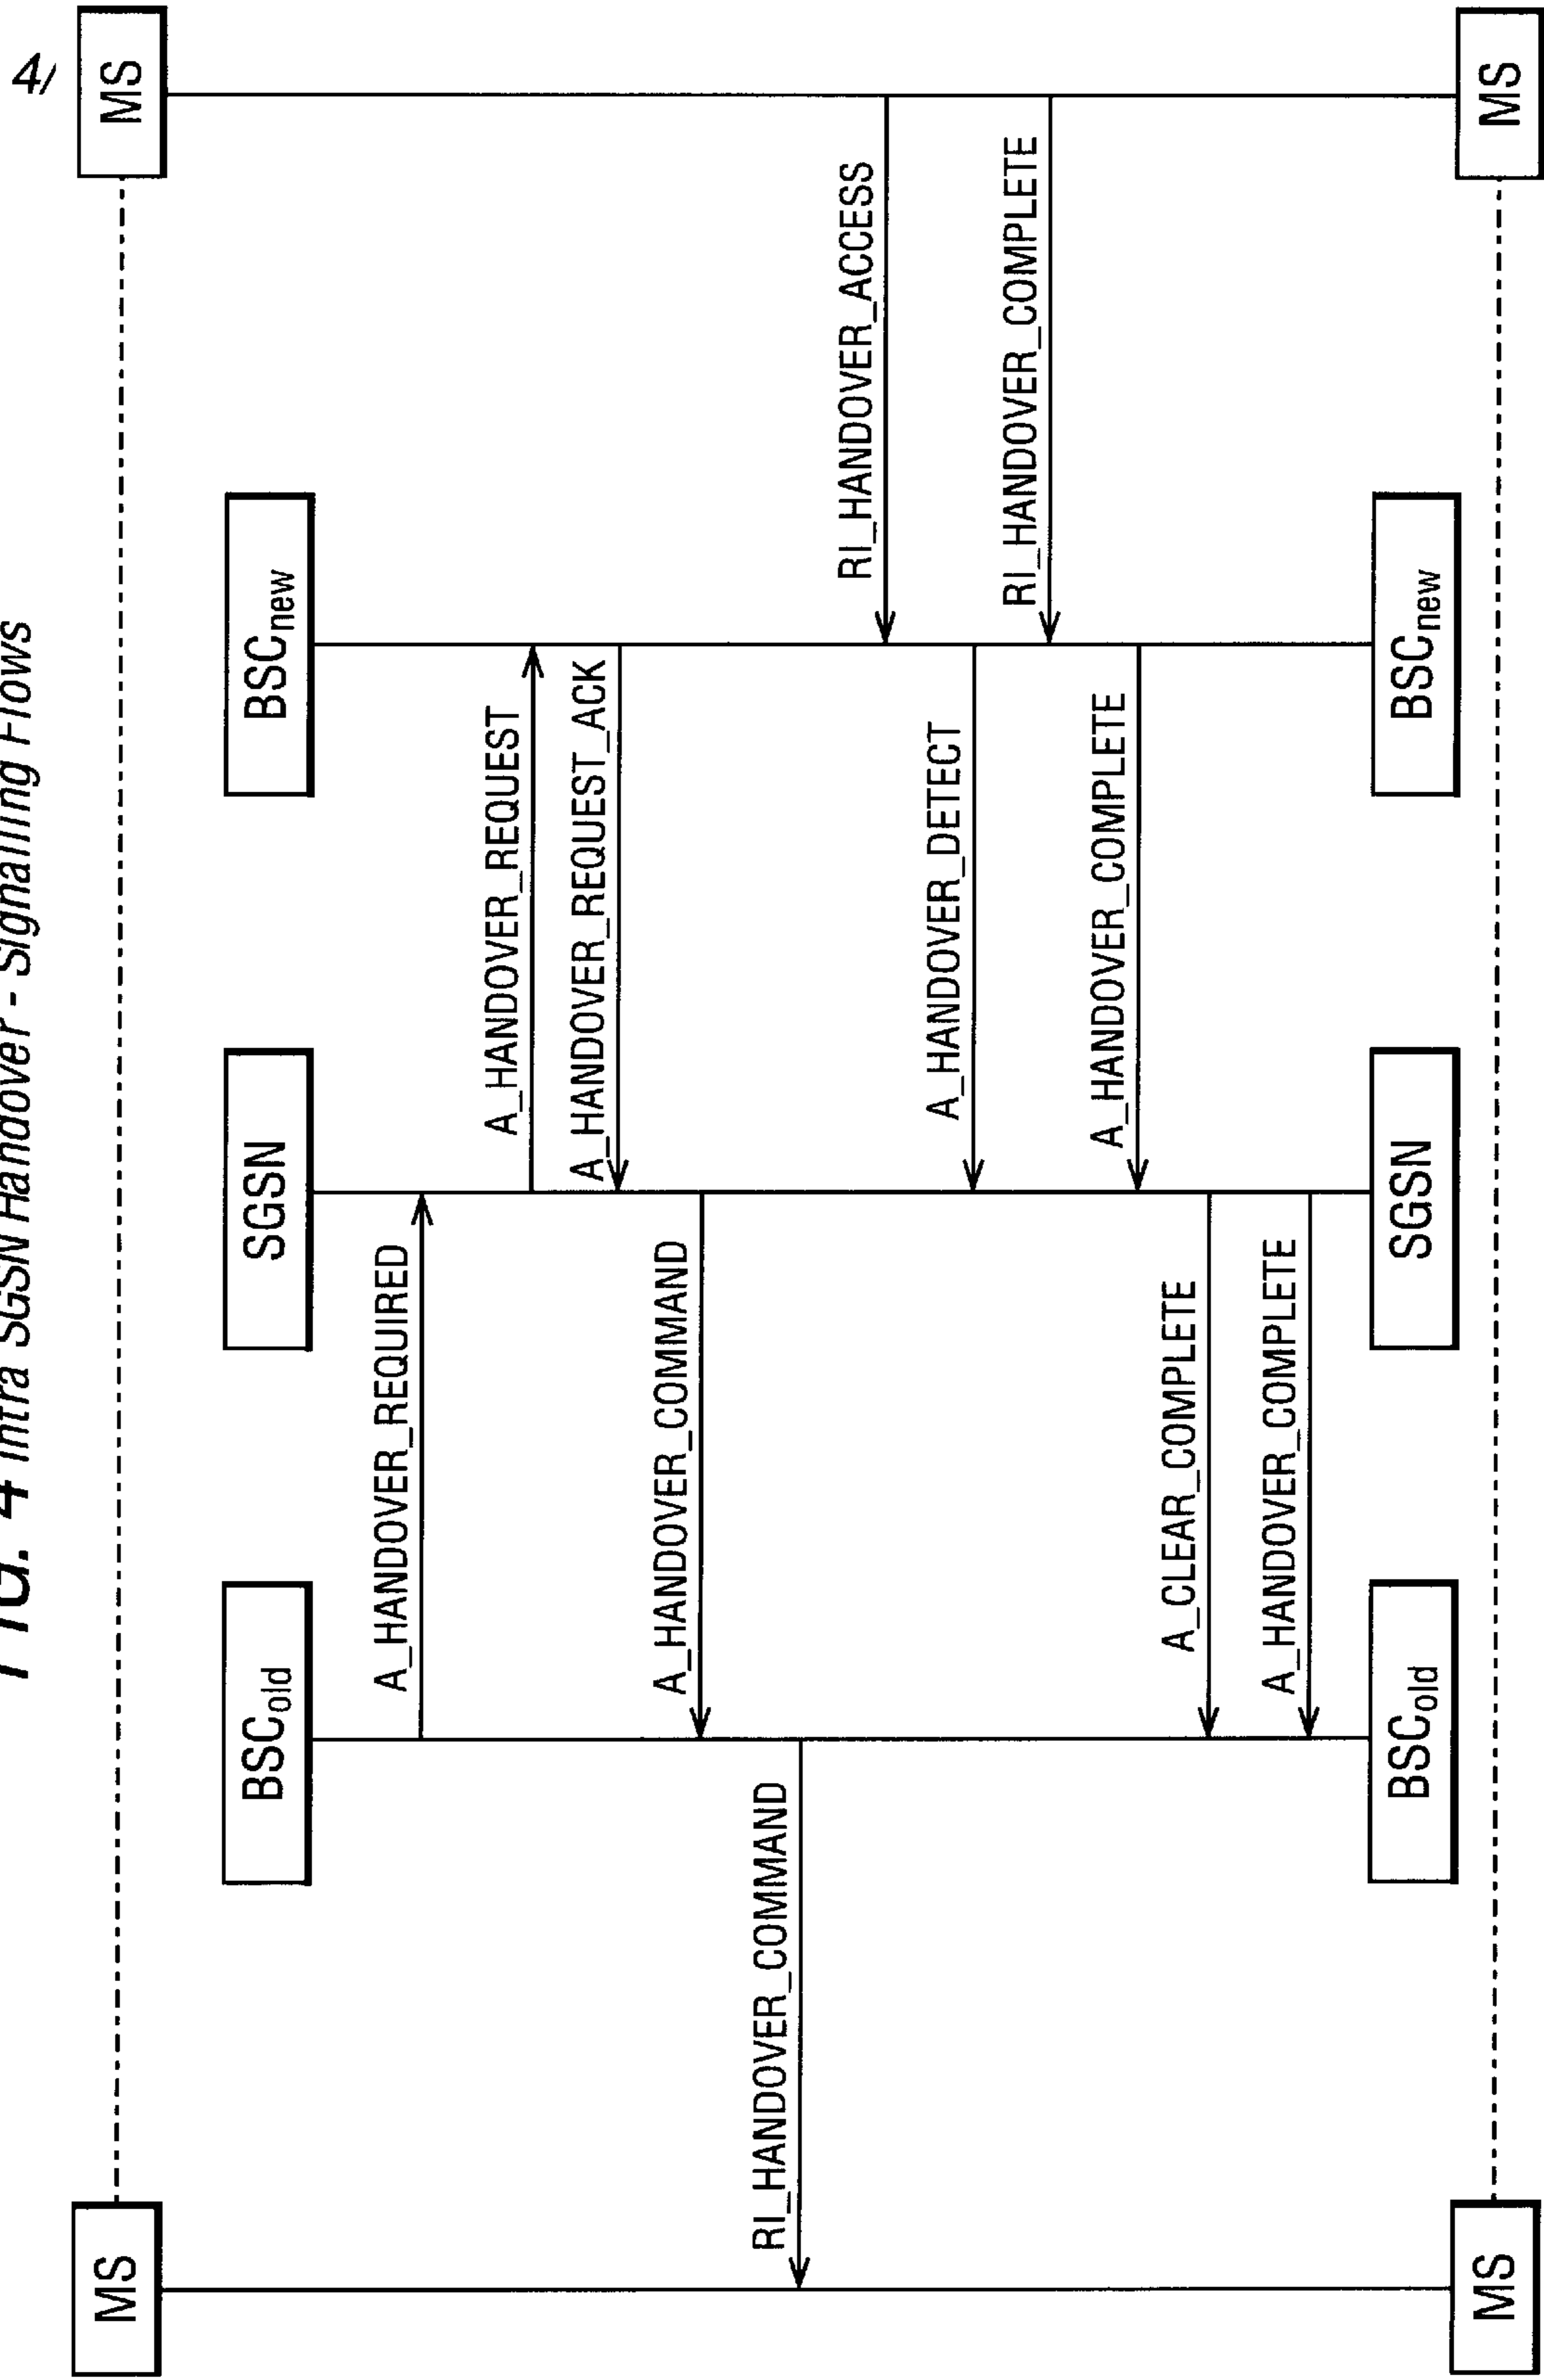 4/
FIG. 4 Intra SGSN Handover - Signalling Flows
MS
BSCold
SGSN
BSCnew
MS
A_HANDOVER_REQUIRED
A_HANDOVER_REQUEST
A_HANDOVER_REQUEST_ACK
A_HANDOVER_COMMAND
RI_HANDOVER_COMMAND
RI_HANDOVER_ACCESS
A_HANDOVER_DETECT
RI_HANDOVER_COMPLETE
A_HANDOVER_COMPLETE
A_CLEAR_COMPLETE
A_HANDOVER_COMPLETE
MS
BSCold
SGSN
BSCnew
MS